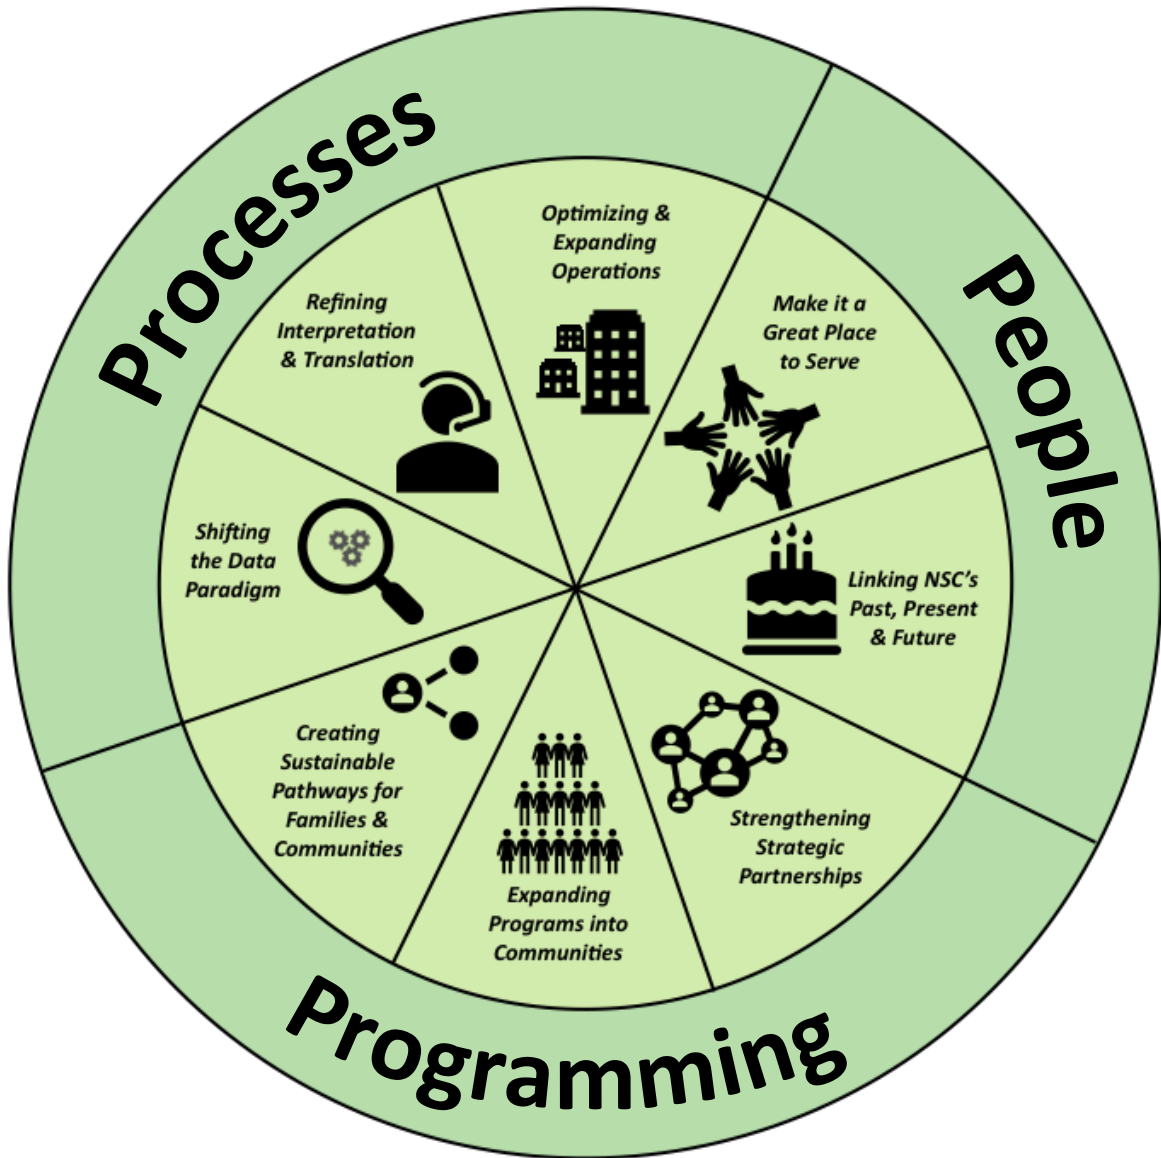 Processes
People
Programming
Optimizing &
Expanding
Operations
Make it a
Great Place
to Serve
Linking NSC's
Past, Present
& Future
Strengthening
Strategic
Partnerships
Expanding
Programs into
Communities
Creating
Sustainable
Pathways for
Families &
Communities
Shifting
the Data
Paradigm
Refining
Interpretation
& Translation